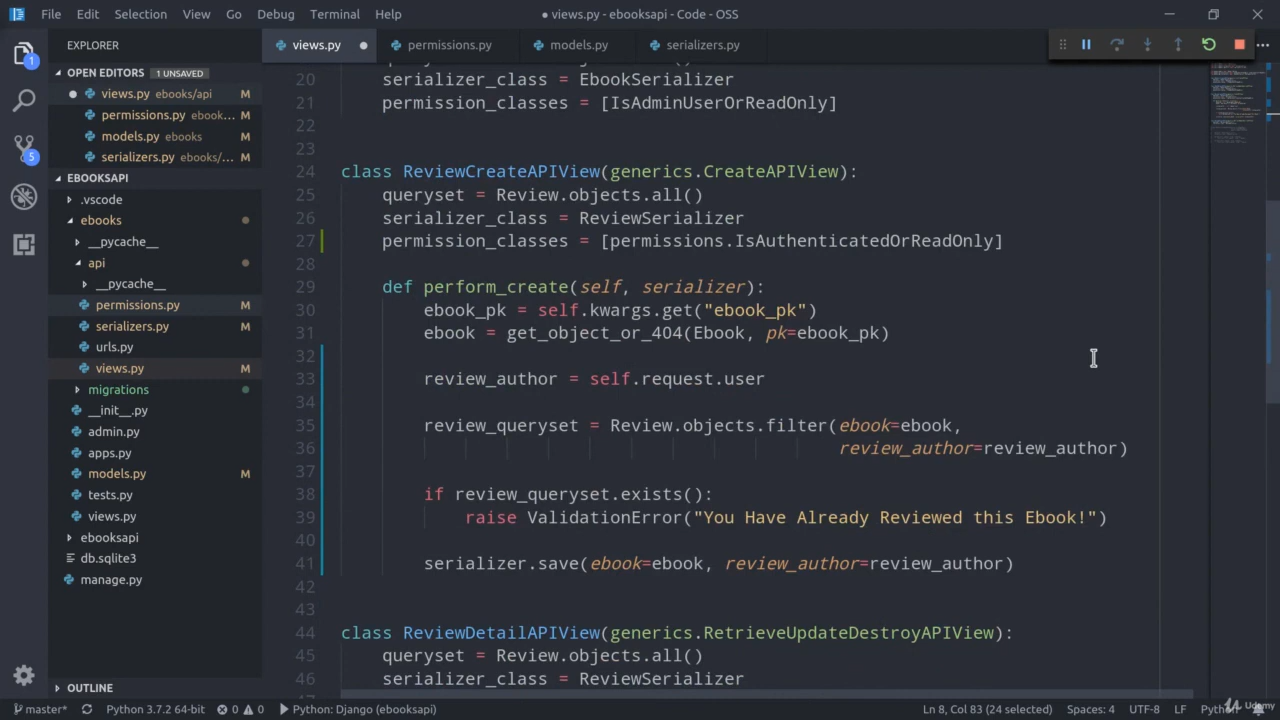 File Edit Selection View Go Debug Terminal Help
● views.py - ebooksapi - Code - OSS
EXPLORER
OPEN EDITORS 1 UNSAVED
views.py ebooks/api M
permissions.py ebook... M
models.py ebooks M
serializers.py ebooks/... M
EBOOKSAPI
.vscode
ebooks
__pycache__
api
__pycache__
permissions.py M
serializers.py M
urls.py
views.py M
migrations
__init__.py
admin.py
apps.py
models.py M
tests.py
views.py
ebooksapi
db.sqlite3
manage.py
OUTLINE
1
5
views.py permissions.py models.py serializers.py
20 serializer_class = EbookSerializer
21 permission_classes = [IsAdminUserOrReadOnly]
22
23
24 class ReviewCreateAPIView(generics.CreateAPIView):
25 queryset = Review.objects.all()
26 serializer_class = ReviewSerializer
27 permission_classes = [permissions.IsAuthenticatedOrReadOnly]
28
29 def perform_create(self, serializer):
30 ebook_pk = self.kwargs.get("ebook_pk")
31 ebook = get_object_or_404(Ebook, pk=ebook_pk)
32
33 review_author = self.request.user
34
35 review_queryset = Review.objects.filter(ebook=ebook,
36 review_author=review_author)
37
38 if review_queryset.exists():
39 raise ValidationError("You Have Already Reviewed this Ebook!")
40
41 serializer.save(ebook=ebook, review_author=review_author)
42
43
44 class ReviewDetailAPIView(generics.RetrieveUpdateDestroyAPIView):
45 queryset = Review.objects.all()
46 serializer_class = ReviewSerializer
master* Python 3.7.2 64-bit 0 0 Python: Django (ebooksapi) Ln 8, Col 83 (24 selected) Spaces: 4 UTF-8 LF Python
Udemy